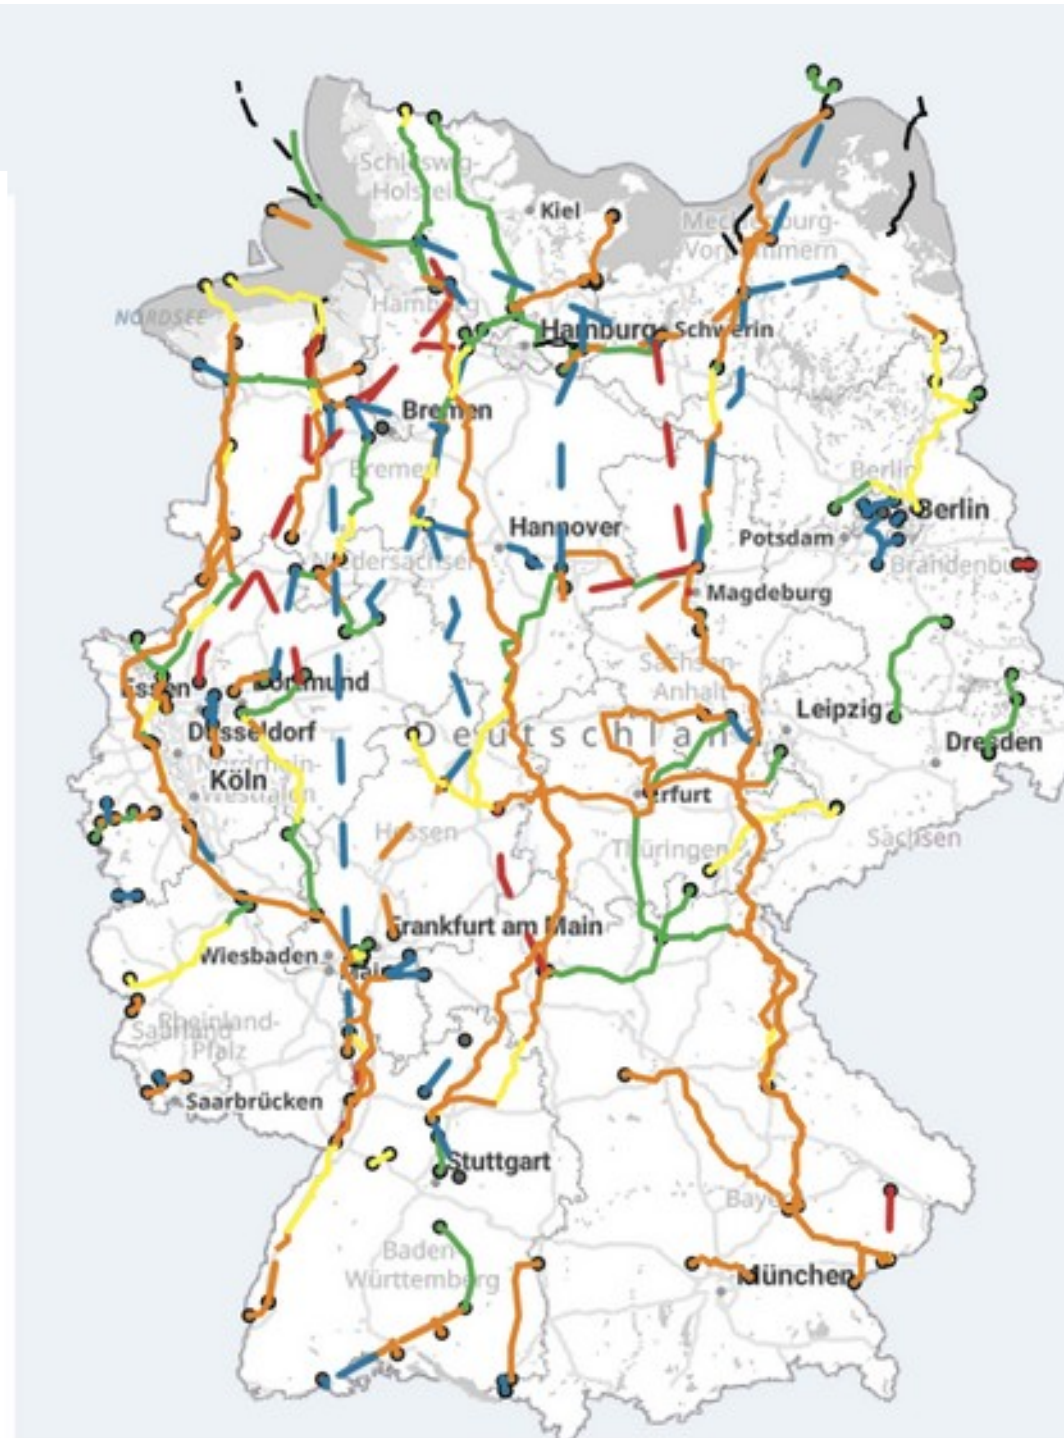 Schleswig-
Holstein
Kiel
Mecklenburg-
Vorpommern
NORDSEE
Hamburg
Hamburg
Schwerin
Bremen
Bremen
Berlin
Berlin
Hannover
Potsdam
Niedersachsen
Brandenburg
Magdeburg
Sachsen-
Anhalt
Essen
Dortmund
Leipzig
Düsseldorf
Deutschland
Dresden
Nordrhein-
Westfalen
Köln
Erfurt
Hessen
Thüringen
Sachsen
Frankfurt am Main
Wiesbaden
Mainz
Rheinland-
Pfalz
Saarland
Saarbrücken
Stuttgart
Bayern
Baden-
Württemberg
München